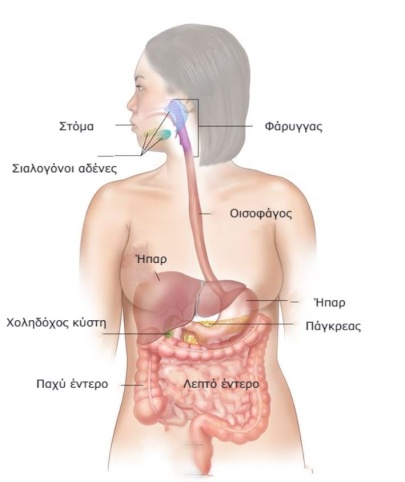 Στόμα
Φάρυγγας
Σιαλογόνοι αδένες
Οισοφάγος
Ήπαρ
Ήπαρ
Χοληδόχος κύστη
Πάγκρεας
Παχύ έντερο
Λεπτό έντερο